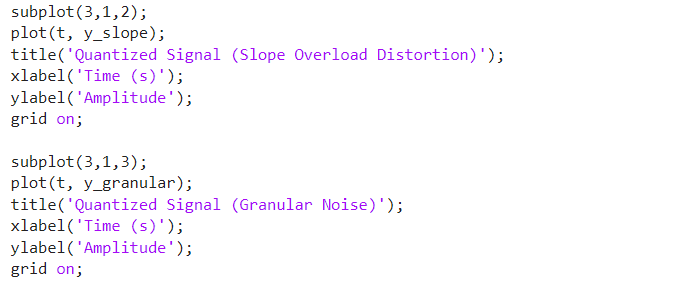 subplot(3,1,2);
plot(t, y_slope);
title('Quantized Signal (Slope Overload Distortion)');
xlabel('Time (s)');
ylabel('Amplitude');
grid on;
subplot(3,1,3);
plot(t, y_granular);
title('Quantized Signal (Granular Noise)');
xlabel('Time (s)');
ylabel('Amplitude');
grid on;